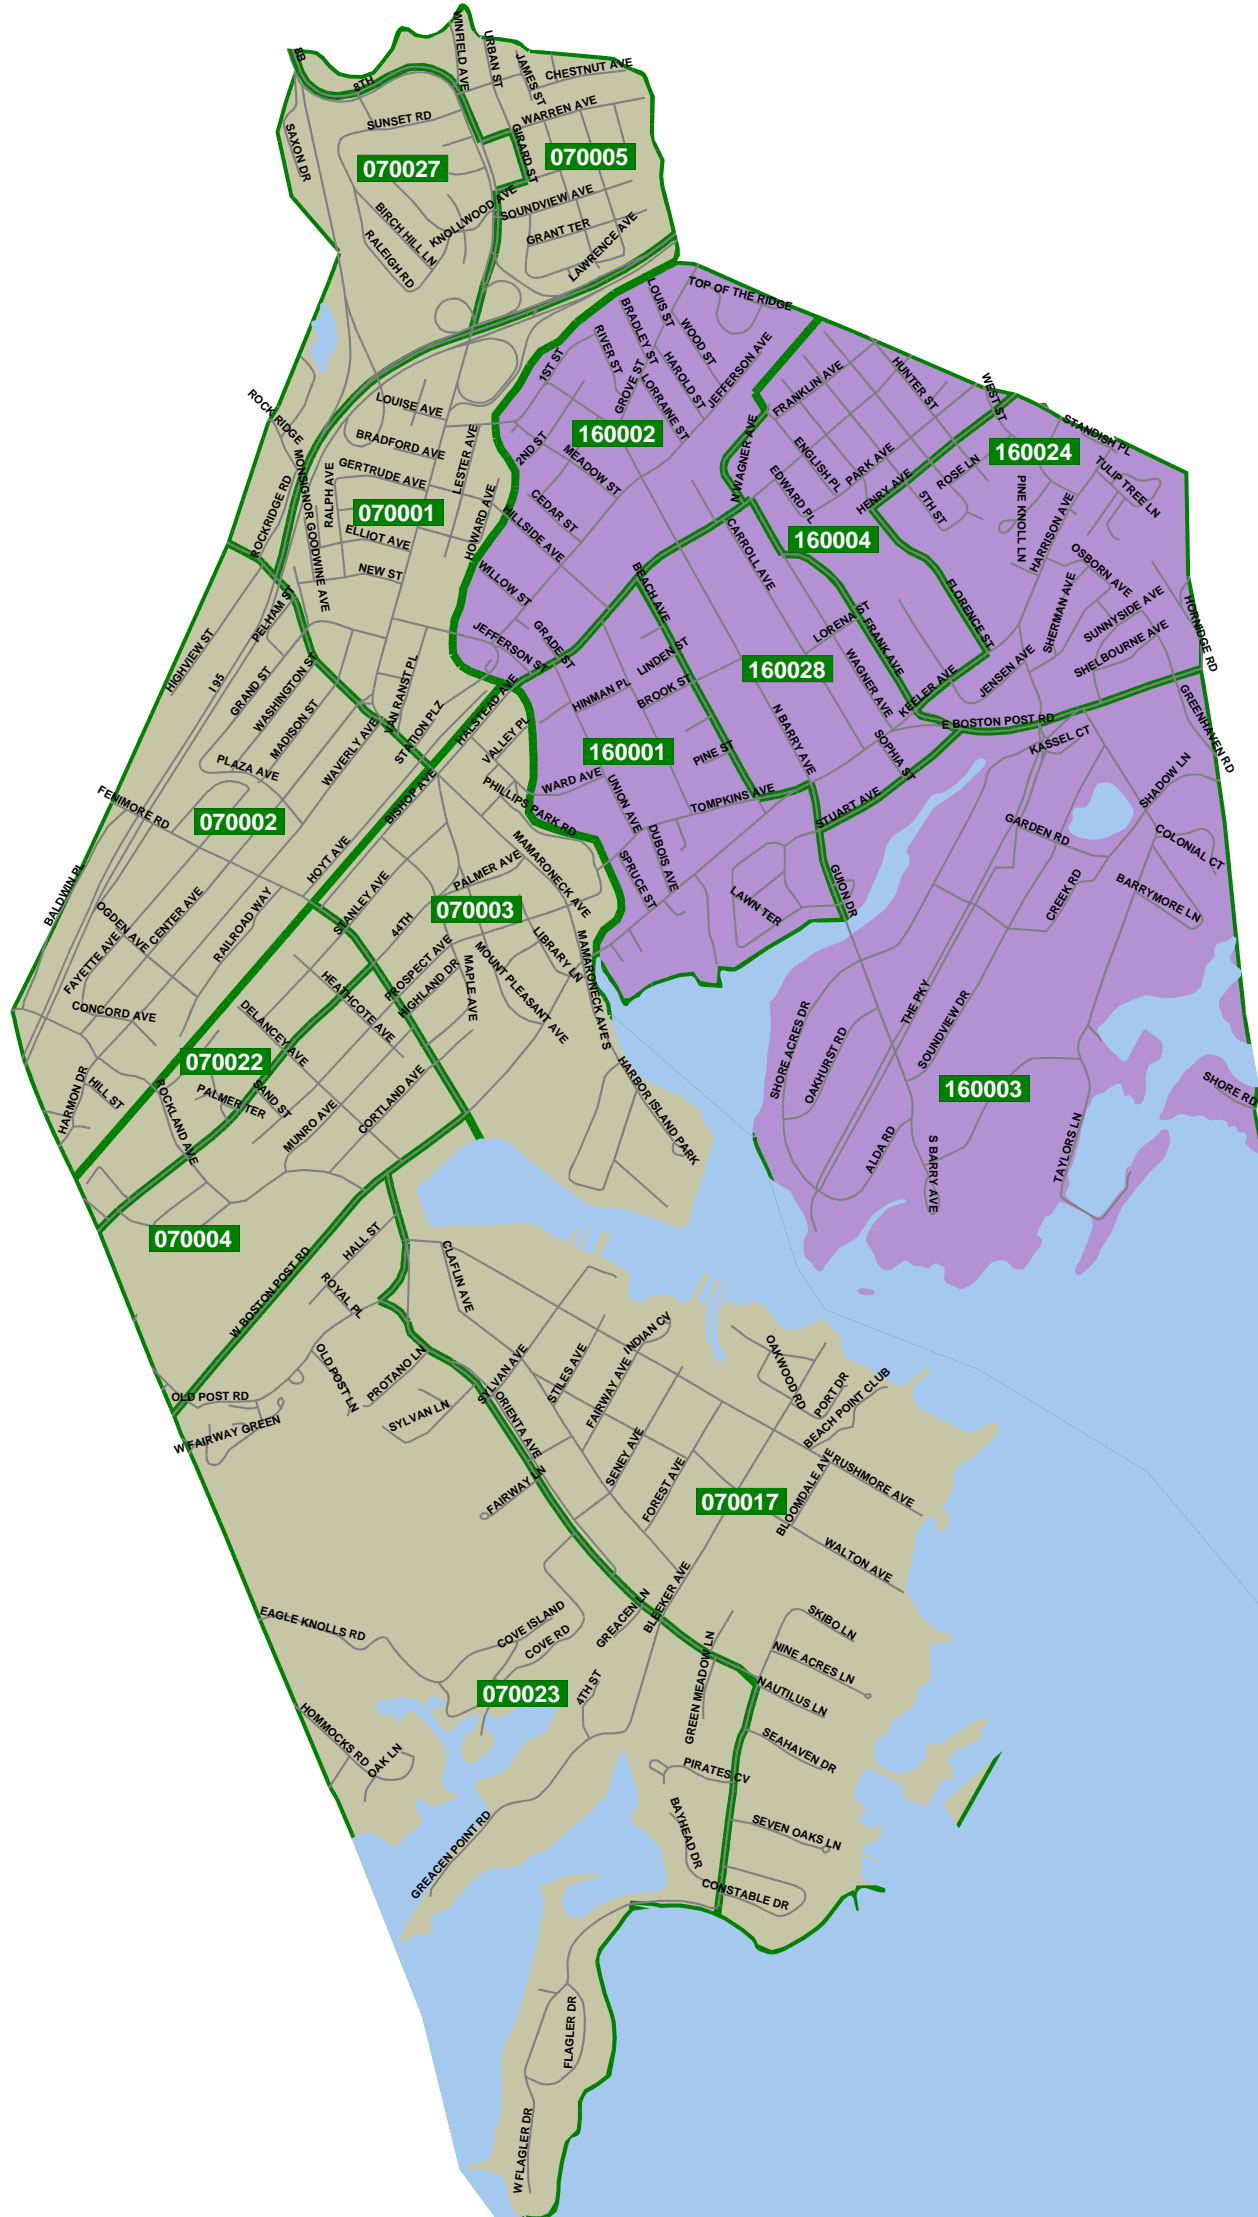 8B
8TH
WINFIELD AVE
URBAN ST
JAMES ST
CHESTNUT AVE
WARREN AVE
SUNSET RD
SAXON DR
GIRARD ST
070027
070005
KNOLLWOOD AVE
SOUNDVIEW AVE
BIRCH HILL LN
RALEIGH RD
GRANT TER
LAWRENCE AVE
TOP OF THE RIDGE
LOUIS ST
BRADLEY ST
WOOD ST
RIVER ST
HAROLD ST
JEFFERSON AVE
1ST ST
GROVE ST
LORRAINE ST
FRANKLIN AVE
HUNTER ST
WEST ST
STANDISH PL
ROCK RIDGE
LOUISE AVE
BRADFORD AVE
LESTER AVE
160002
2ND ST
MEADOW ST
N WAGNER AVE
ENGLISH PL
PARK AVE
EDWARD PL
HENRY AVE
ROSE LN
160024
TULIP TREE LN
MONSIGNOR GOODWINE AVE
GERTRUDE AVE
RALPH AVE
070001
ROCKRIDGE RD
ELLIOT AVE
HOWARD AVE
CEDAR ST
HILLSIDE AVE
5TH ST
PINE KNOLL LN
HARRISON AVE
160004
CARROLL AVE
OSBORN AVE
NEW ST
WILLOW ST
BEACH AVE
FLORENCE ST
SHERMAN AVE
SUNNYSIDE AVE
HORNIDGE RD
PELHAM ST
JEFFERSON ST
GRADE ST
LINDEN ST
LORENA ST
FRANK AVE
SHELBOURNE AVE
HIGHVIEW ST
I 95
GRAND ST
WASHINGTON ST
MADISON ST
VAN RANST PL
STATION PLZ
HALSTEAD AVE
VALLEY PL
HINMAN PL
BROOK ST
160028
WAGNER AVE
KEELER AVE
JENSEN AVE
GREENHAVEN RD
WAVERLY AVE
N BARRY AVE
SOPHIA ST
E BOSTON POST RD
KASSEL CT
160001
PINE ST
PLAZA AVE
FENIMORE RD
BISHOP AVE
WARD AVE
PHILLIPS PARK RD
UNION AVE
TOMPKINS AVE
STUART AVE
SHADOW LN
070002
GARDEN RD
COLONIAL CT
HOYT AVE
MAMARONECK AVE
DUBOIS AVE
SPRUCE ST
PALMER AVE
STANLEY AVE
GUION DR
LAWN TER
CREEK RD
BARRYMORE LN
BALDWIN PL
OGDEN AVE
CENTER AVE
RAILROAD WAY
44TH
070003
FAYETTE AVE
PROSPECT AVE
HIGHLAND DR
MAPLE AVE
MOUNT PLEASANT AVE
LIBRARY LN
MAMARONECK AVE S
CONCORD AVE
HEATHCOTE AVE
DELANCEY AVE
THE PKY
SOUNDVIEW DR
SHORE ACRES DR
OAKHURST RD
070022
HARMON DR
HILL ST
ROCKLAND AVE
PALMER TER
SAND ST
MUNRO AVE
CORTLAND AVE
HARBOR ISLAND PARK
160003
SHORE RD
ALDA RD
S BARRY AVE
TAYLORS LN
070004
HALL ST
CLAFLIN AVE
W BOSTON POST RD
ROYAL PL
INDIAN CV
OLD POST LN
PROTANO LN
SYLVAN AVE
STILES AVE
FAIRWAY AVE
OAKWOOD RD
PORT DR
BEACH POINT CLUB
OLD POST RD
W FAIRWAY GREEN
SYLVAN LN
S
ORIENTA AVE
SENEY AVE
FOREST AVE
FAIRWAY LN
070017
BLOOMDALE AVE
RUSHMORE AVE
WALTON AVE
EAGLE KNOLLS RD
COVE ISLAND
COVE RD
GREACEN LN
BLEEKER AVE
SKIBO LN
NINE ACRES LN
070023
4TH ST
GREEN MEADOW LN
NAUTILUS LN
HOMMOCKS RD
OAK LN
SEAHAVEN DR
PIRATES CV
GREACEN POINT RD
BAYHEAD DR
SEVEN OAKS LN
CONSTABLE DR
FLAGLER DR
W FLAGLER DR